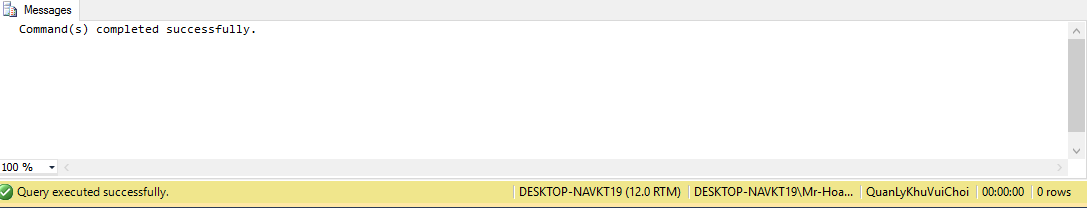 Messages
Command(s) completed successfully.
100 %
Query executed successfully. DESKTOP-NAVKT19 (12.0 RTM) DESKTOP-NAVKT19\Mr-Hoa... QuanLyKhuVuiChoi 00:00:00 0 rows